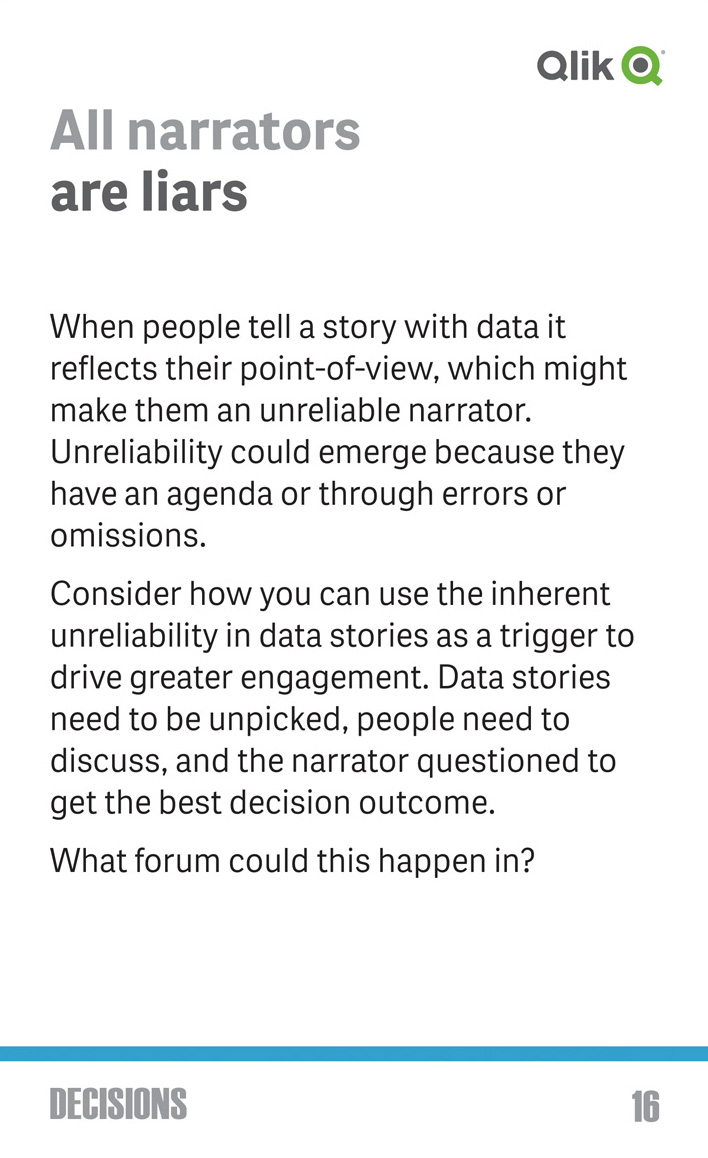 Qlik
All narrators
are liars
When people tell a story with data it
reflects their point-of-view, which might
make them an unreliable narrator.
Unreliability could emerge because they
have an agenda or through errors or
omissions.
Consider how you can use the inherent
unreliability in data stories as a trigger to
drive greater engagement. Data stories
need to be unpicked, people need to
discuss, and the narrator questioned to
get the best decision outcome.
What forum could this happen in?
DECISIONS
16